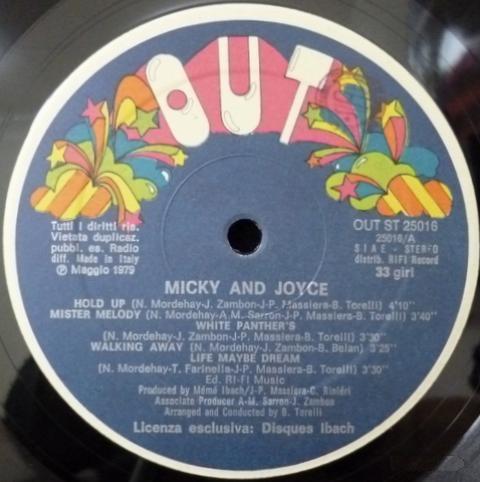 OUT
Tutti i diritti ris.
Vietata duplicaz.
pubbl. es. Radio
diff. Made in Italy
Ⓟ Maggio 1979
OUT ST 25016
25016/A
SIAE - STEREO
distrib. RIFI Record
33 giri
MICKY AND JOYCE
HOLD UP (N. Mordehay-J. Zambon-J-P. Massiera-B. Torelli) 4'10"
MISTER MELODY (N. Mordehay-A.M. Sarron-J-P. Massiera-B. Torelli) 3'40"
WHITE PANTHER'S
(N. Mordehay-J. Zambon-J-P. Massiera-B. Torelli) 3'30"
WALKING AWAY (N. Mordehay-J. Zambon-B. Belan) 3'25"
LIFE MAYBE DREAM
(N. Mordehay-T. Farinella-J-P. Massiera-B. Torelli) 3'30"
Ed. RI-FI Music
Produced by Mémé Ibach/J-P. Massiera-C. Riniéri
Associate Producer A-M. Sarron-J. Zambon
Arranged and Conducted by B. Torelli
Licenza esclusiva: Disques Ibach